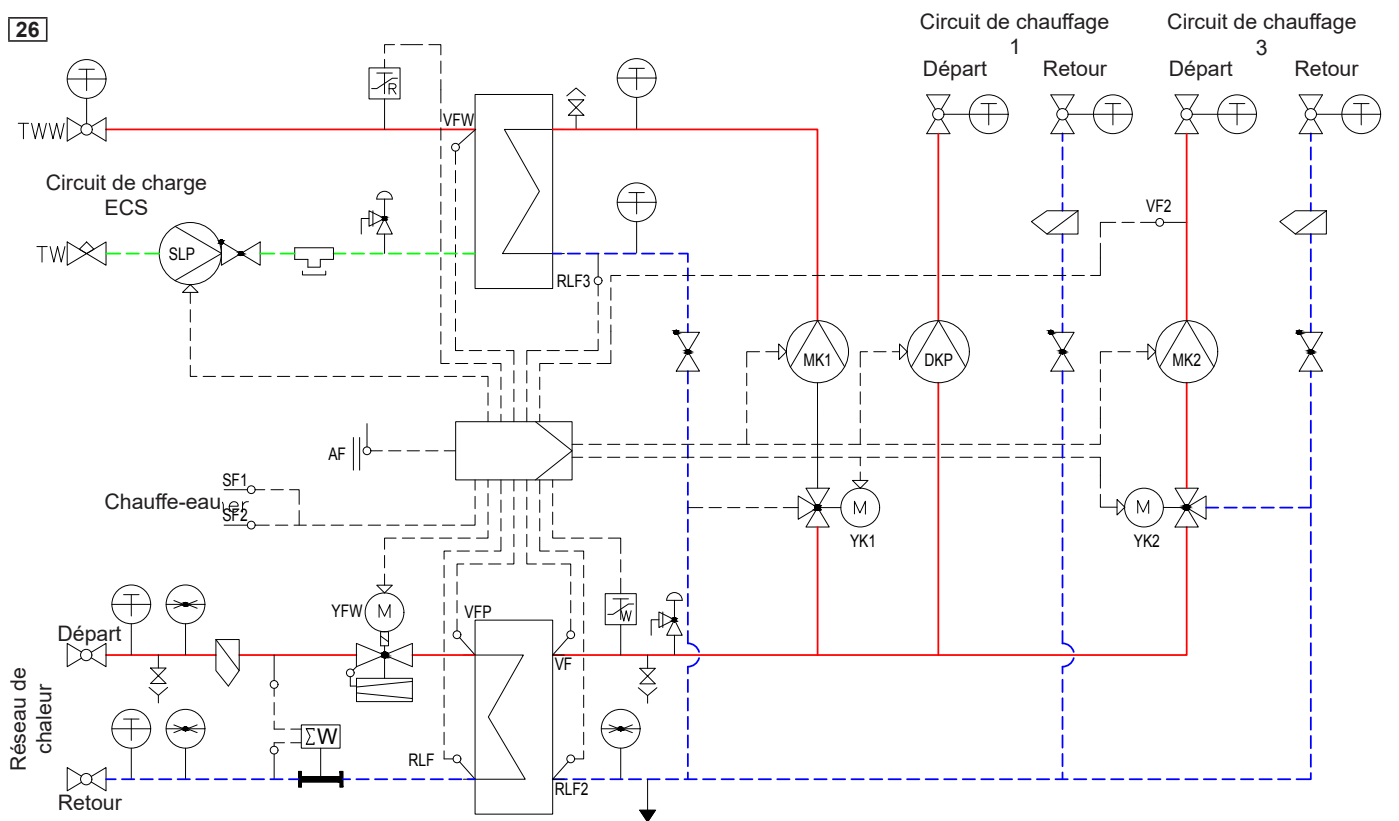 26
Circuit de chauffage
1
Circuit de chauffage
3
Départ
Retour
Départ
Retour
T
T
T
T
T
T
R
T
TWW
VFW
Circuit de charge
ECS
T
VF2
TW
SLP
RLF3
MK1
DKP
MK2
AF
SF1
Chauffe-eau
SF2
M
YK1
M
YK2
T
YFW
M
VFP
W
Départ
VF
Réseau de
chaleur
T
ΣW
RLF
RLF2
Retour